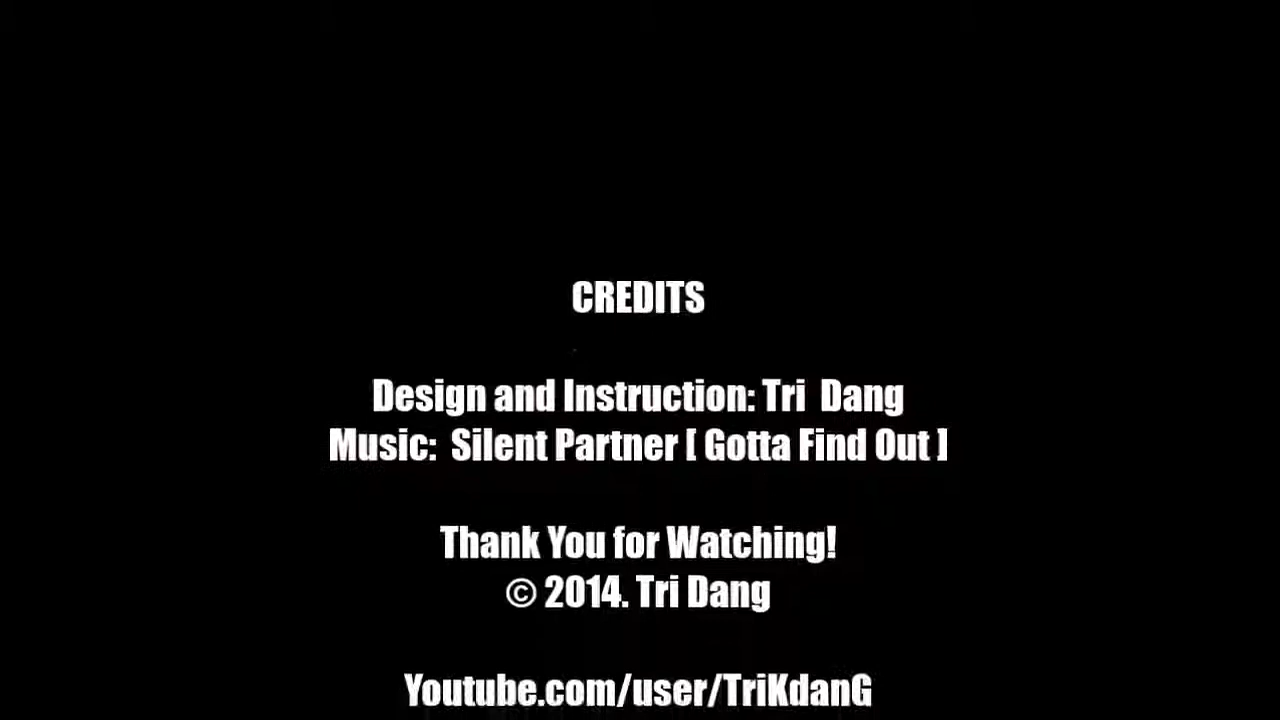 CREDITS
Design and Instruction: Tri Dang
Music: Silent Partner [ Gotta Find Out ]
Thank You for Watching!
© 2014. Tri Dang
Youtube.com/user/TriKdanG